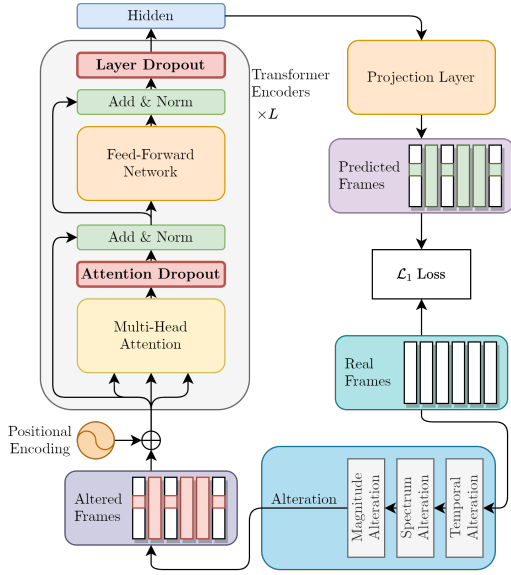 Hidden
Layer Dropout
Transformer
Encoders
×L
Add & Norm
Feed-Forward
Network
Add & Norm
Attention Dropout
Multi-Head
Attention
Positional
Encoding
Altered
Frames
Projection Layer
Predicted
Frames
ℒ₁ Loss
Real
Frames
Alteration
Magnitude
Alteration
Spectrum
Alteration
Temporal
Alteration